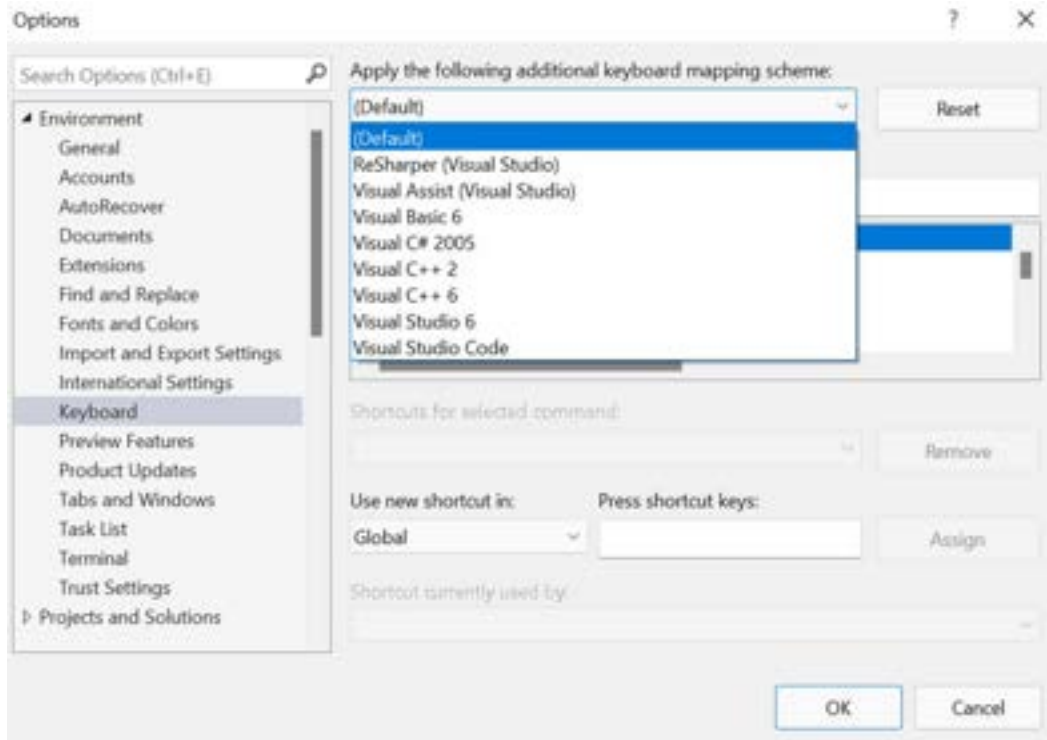 Options
?
Search Options (Ctrl+E)
Environment
General
Accounts
AutoRecover
Documents
Extensions
Find and Replace
Fonts and Colors
Import and Export Settings
International Settings
Keyboard
Preview Features
Product Updates
Tabs and Windows
Task List
Terminal
Trust Settings
Projects and Solutions
Apply the following additional keyboard mapping scheme:
(Default)
Reset
(Default)
ReSharper (Visual Studio)
Visual Assist (Visual Studio)
Visual Basic 6
Visual C# 2005
Visual C++ 2
Visual C++ 6
Visual Studio 6
Visual Studio Code
Shortcuts for selected command:
Remove
Use new shortcut in:
Press shortcut keys:
Global
Assign
Shortcut currently used by:
OK
Cancel